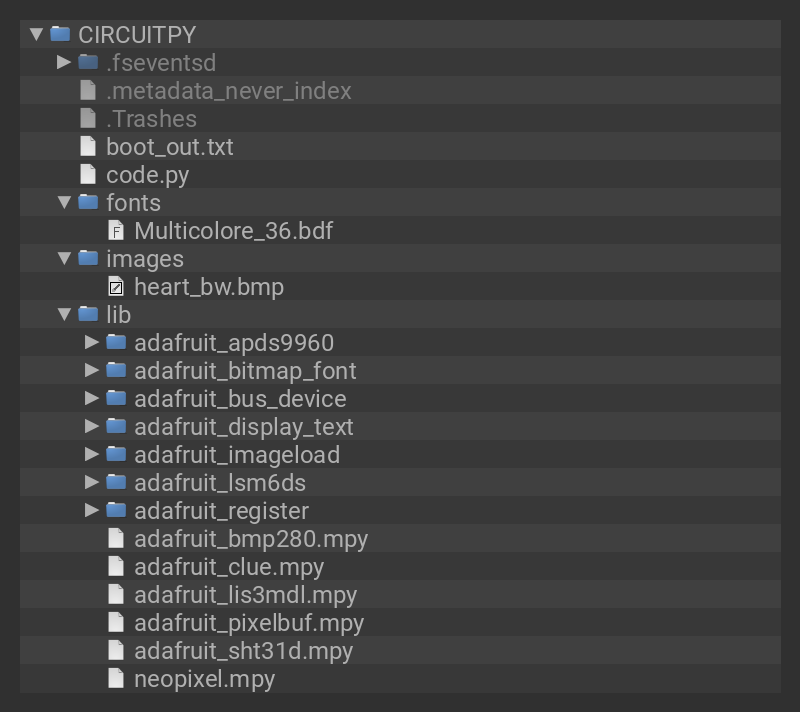 CIRCUITPY
.fseventsd
.metadata_never_index
.Trashes
boot_out.txt
code.py
fonts
Multicolore_36.bdf
images
heart_bw.bmp
lib
adafruit_apds9960
adafruit_bitmap_font
adafruit_bus_device
adafruit_display_text
adafruit_imageload
adafruit_lsm6ds
adafruit_register
adafruit_bmp280.mpy
adafruit_clue.mpy
adafruit_lis3mdl.mpy
adafruit_pixelbuf.mpy
adafruit_sht31d.mpy
neopixel.mpy